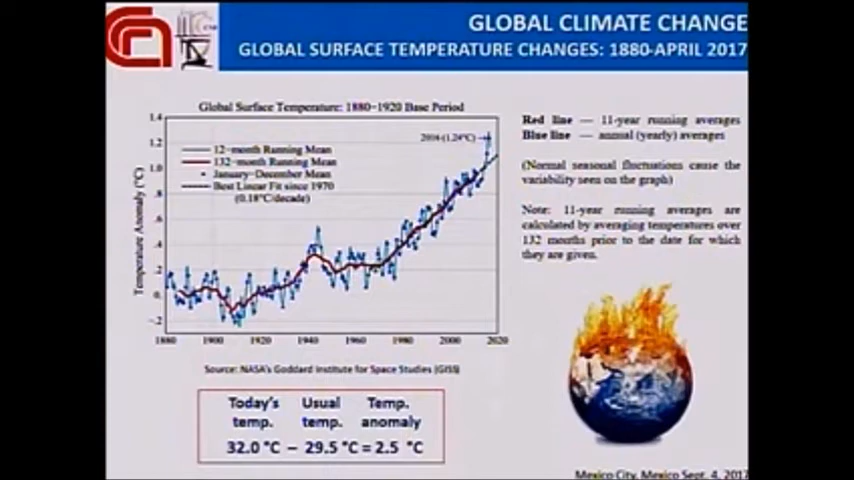 GLOBAL CLIMATE CHANGE
GLOBAL SURFACE TEMPERATURE CHANGES: 1880-APRIL 2017
Global Surface Temperature: 1880-1920 Base Period
1.4
1.2
1.0
.8
.6
.4
.2
0.
-.2
Temperature Anomaly (°C)
12-month Running Mean
132-month Running Mean
January-December Mean
Best Linear Fit since 1970
(0.18°C/decade)
2016 (1.24°C)
1880 1900 1920 1940 1960 1980 2000 2020
Source: NASA's Goddard Institute for Space Studies (GISS)
Red line — 11-year running averages
Blue line — annual (yearly) averages
(Normal seasonal fluctuations cause the
variability seen on the graph)
Note: 11-year running averages are
calculated by averaging temperatures over
132 months prior to the date for which
they are given.
Today's Usual Temp.
temp. temp. anomaly
32.0 °C – 29.5 °C = 2.5 °C
Mexico City, Mexico Sept. 4, 2017